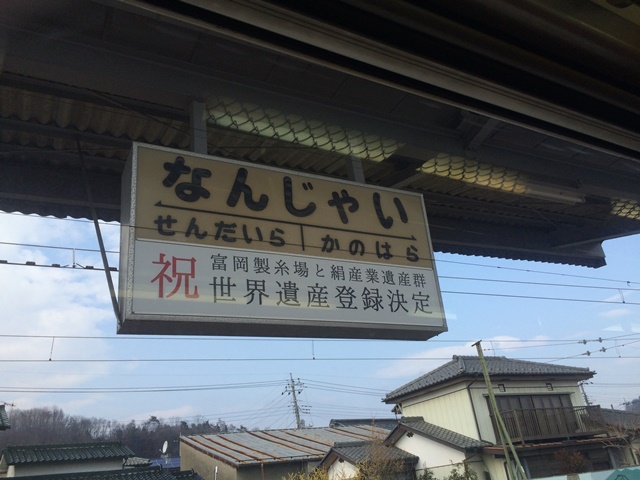 なんじゃい
せんだいら かのはら
祝 富岡製糸場と絹産業遺産群
世界遺産登録決定